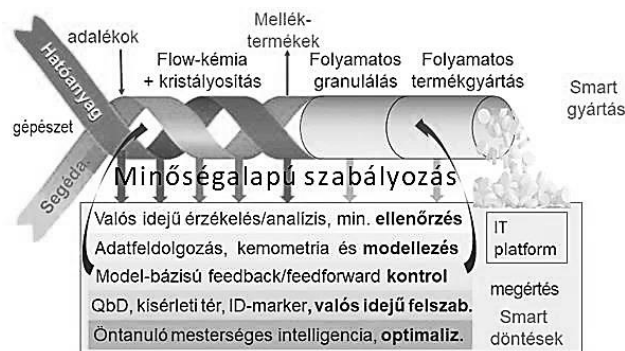 Mellék-
termékek
adalékok
Flow-kémia
+ kristályosítás
Folyamatos
granulálás
Folyamatos
termékgyártás
Smart
gyártás
Hatóanyag
gépészet
Segéda.
Minőségalapú szabályozás
Valós idejű érzékelés/analízis, min. ellenőrzés
Adatfeldolgozás, kemometria és modellezés
Model-bázisú feedback/feedforward kontrol
QbD, kísérleti tér, ID-marker, valós idejű felszab.
Öntanuló mesterséges intelligencia, optimaliz.
IT
platform
megértés
Smart
döntések